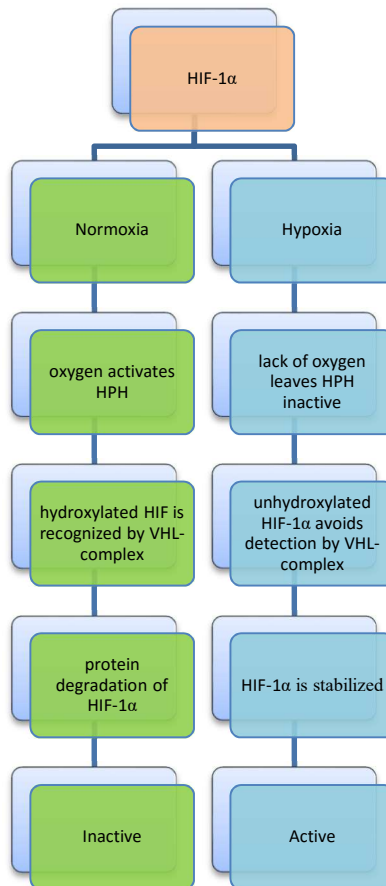 HIF-1α
Normoxia
Hypoxia
oxygen activates
HPH
lack of oxygen
leaves HPH
inactive
hydroxylated HIF is
recognized by VHL-
complex
unhydroxylated
HIF-1α avoids
detection by VHL-
complex
protein
degradation of
HIF-1α
HIF-1α is stabilized
Inactive
Active